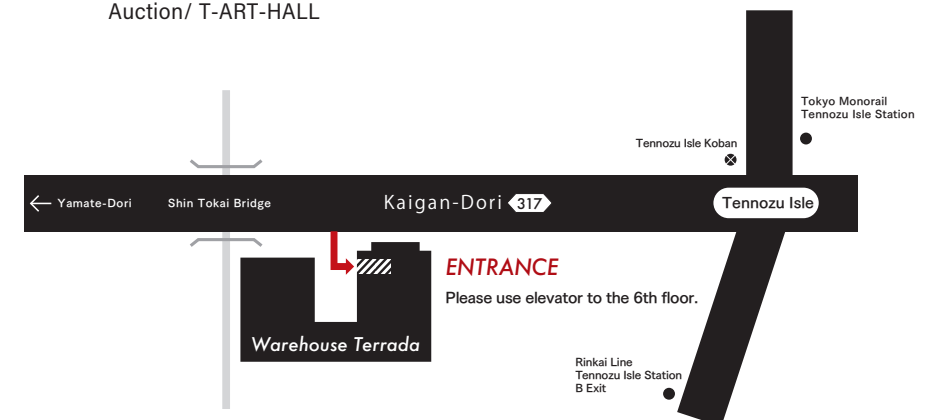 Auction/ T-ART-HALL
Tokyo Monorail
Tennozu Isle Station
Tennozu Isle Koban
← Yamate-Dori
Shin Tokai Bridge
Kaigan-Dori 317
Tennozu Isle
ENTRANCE
Please use elevator to the 6th floor.
Warehouse Terrada
Rinkai Line
Tennozu Isle Station
B Exit